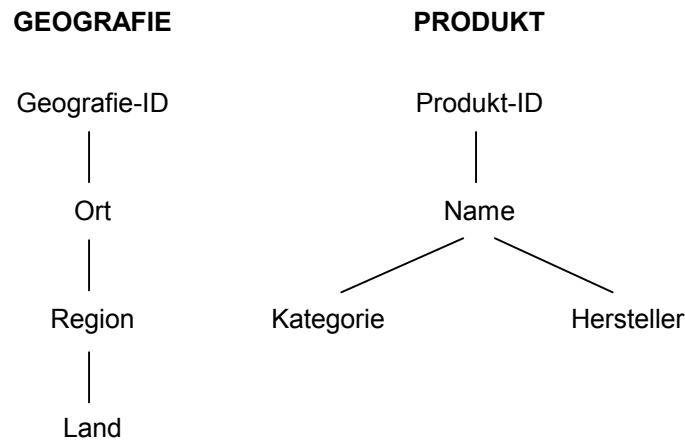 GEOGRAFIE PRODUKT
Geografie-ID Produkt-ID
Ort Name
Region Kategorie Hersteller
Land